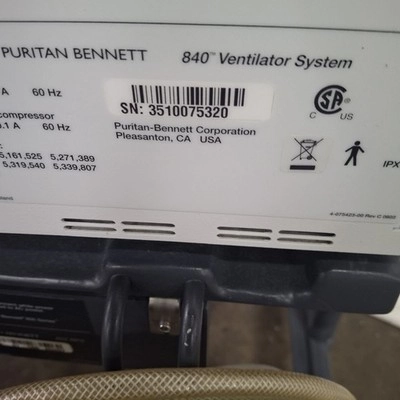 PURITAN BENNETT 840™ Ventilator System
A 60 Hz
SN: 3510075320
compressor
.1 A 60 Hz
Puritan-Bennett Corporation
Pleasanton, CA USA
C US
5,161,525 5,271,389
5,319,540 5,339,807
IPX